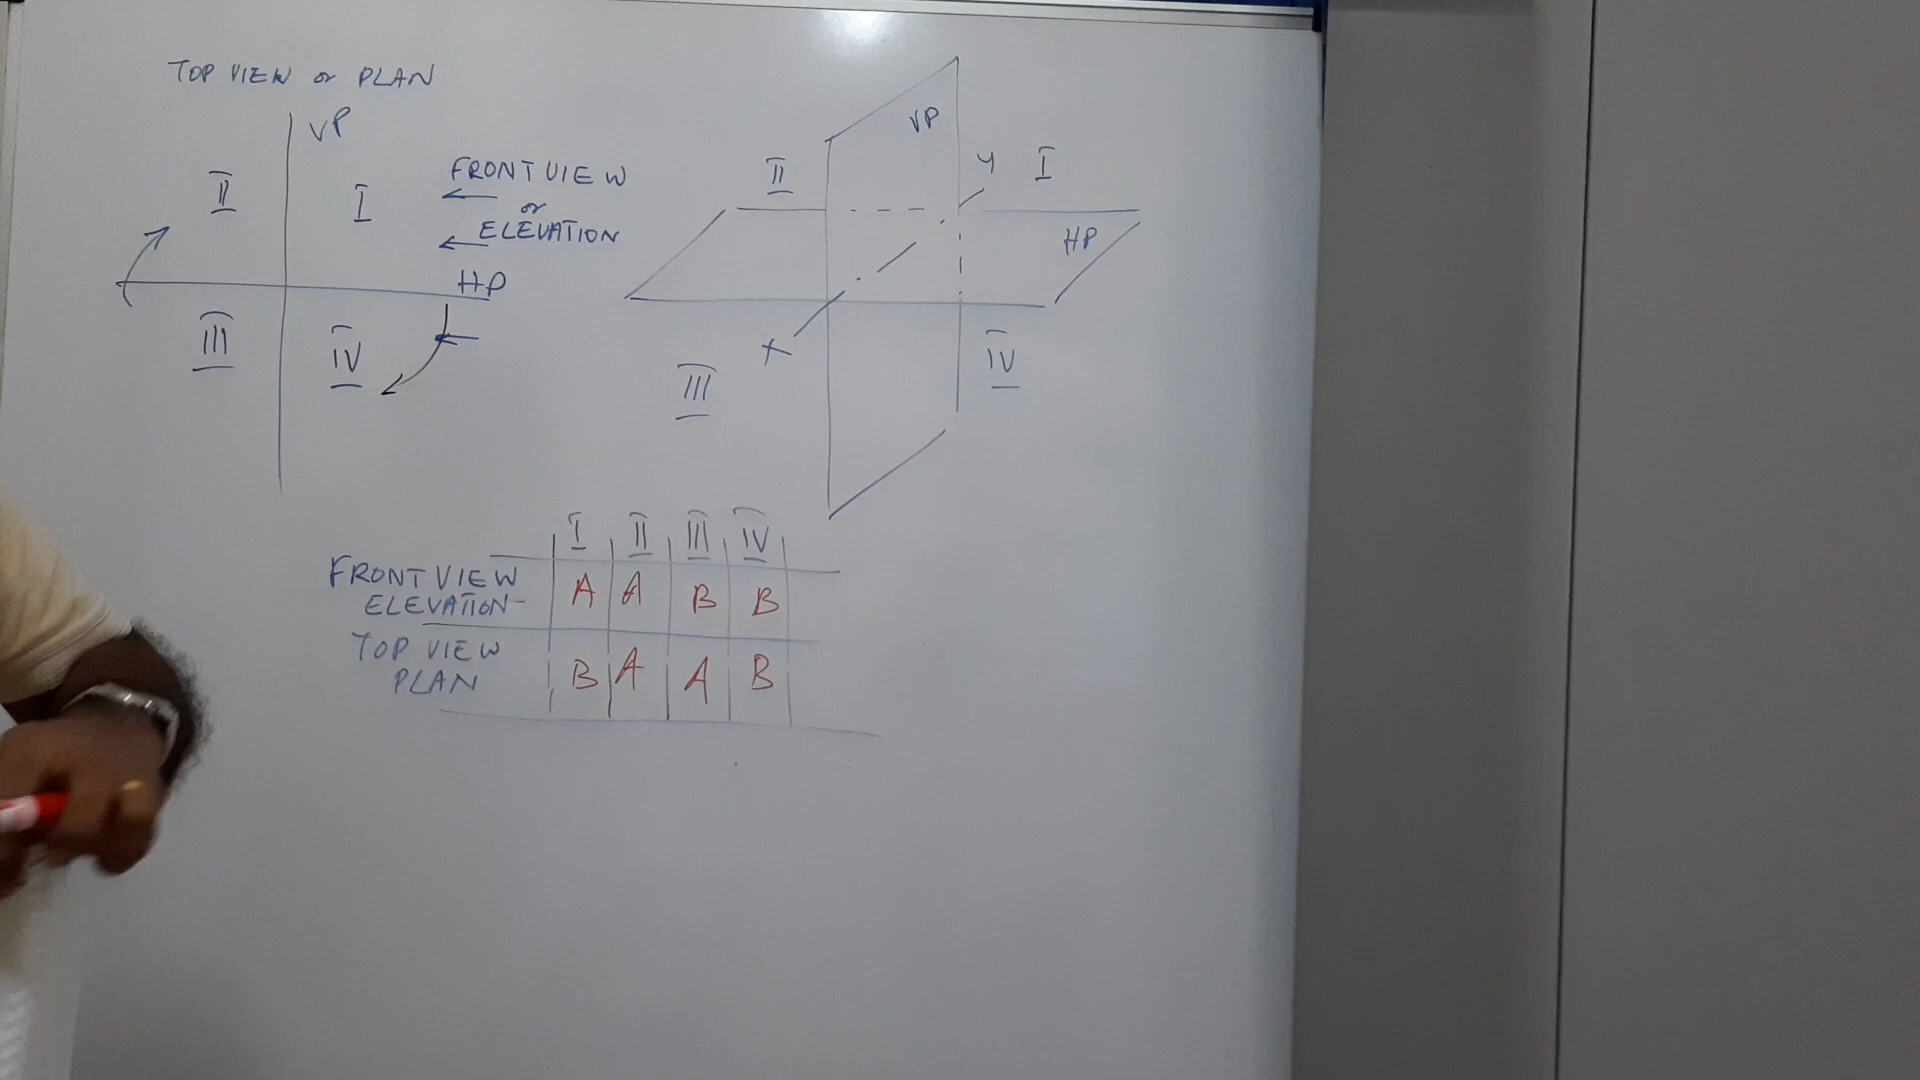 TOP VIEW or PLAN
VP
II
I
FRONT VIEW
or
ELEVATION
HP
III
IV
VP
II
Y
I
HP
X
III
IV
I II III IV
FRONT VIEW
ELEVATION A A B B
TOP VIEW
PLAN B A A B